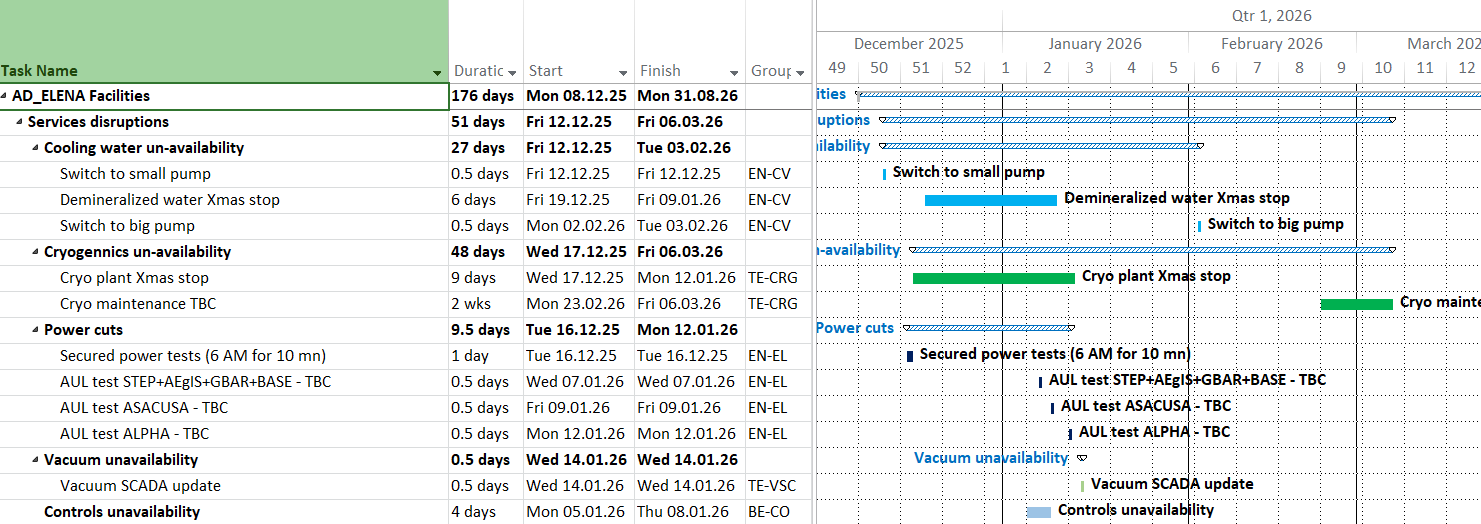 Qtr 1, 2026
December 2025 January 2026 February 2026 March 202
Task Name Duratic Start Finish Group 49 50 51 52 1 2 3 4 5 6 7 8 9 10 11 12
AD_ELENA Facilities 176 days Mon 08.12.25 Mon 31.08.26 ities
Services disruptions 51 days Fri 12.12.25 Fri 06.03.26 uptions
Cooling water un-availability 27 days Fri 12.12.25 Tue 03.02.26 ilability
Switch to small pump 0.5 days Fri 12.12.25 Fri 12.12.25 EN-CV Switch to small pump
Demineralized water Xmas stop 6 days Fri 19.12.25 Fri 09.01.26 EN-CV Demineralized water Xmas stop
Switch to big pump 0.5 days Mon 02.02.26 Tue 03.02.26 EN-CV Switch to big pump
Cryogennics un-availability 48 days Wed 17.12.25 Fri 06.03.26 n-availability
Cryo plant Xmas stop 9 days Wed 17.12.25 Mon 12.01.26 TE-CRG Cryo plant Xmas stop
Cryo maintenance TBC 2 wks Mon 23.02.26 Fri 06.03.26 TE-CRG Cryo mainte
Power cuts 9.5 days Tue 16.12.25 Mon 12.01.26 Power cuts
Secured power tests (6 AM for 10 mn) 1 day Tue 16.12.25 Tue 16.12.25 EN-EL Secured power tests (6 AM for 10 mn)
AUL test STEP+AEgIS+GBAR+BASE - TBC 0.5 days Wed 07.01.26 Wed 07.01.26 EN-EL AUL test STEP+AEgIS+GBAR+BASE - TBC
AUL test ASACUSA - TBC 0.5 days Fri 09.01.26 Fri 09.01.26 EN-EL AUL test ASACUSA - TBC
AUL test ALPHA - TBC 0.5 days Mon 12.01.26 Mon 12.01.26 EN-EL AUL test ALPHA - TBC
Vacuum unavailability 0.5 days Wed 14.01.26 Wed 14.01.26 Vacuum unavailability
Vacuum SCADA update 0.5 days Wed 14.01.26 Wed 14.01.26 TE-VSC Vacuum SCADA update
Controls unavailability 4 days Mon 05.01.26 Thu 08.01.26 BE-CO Controls unavailability